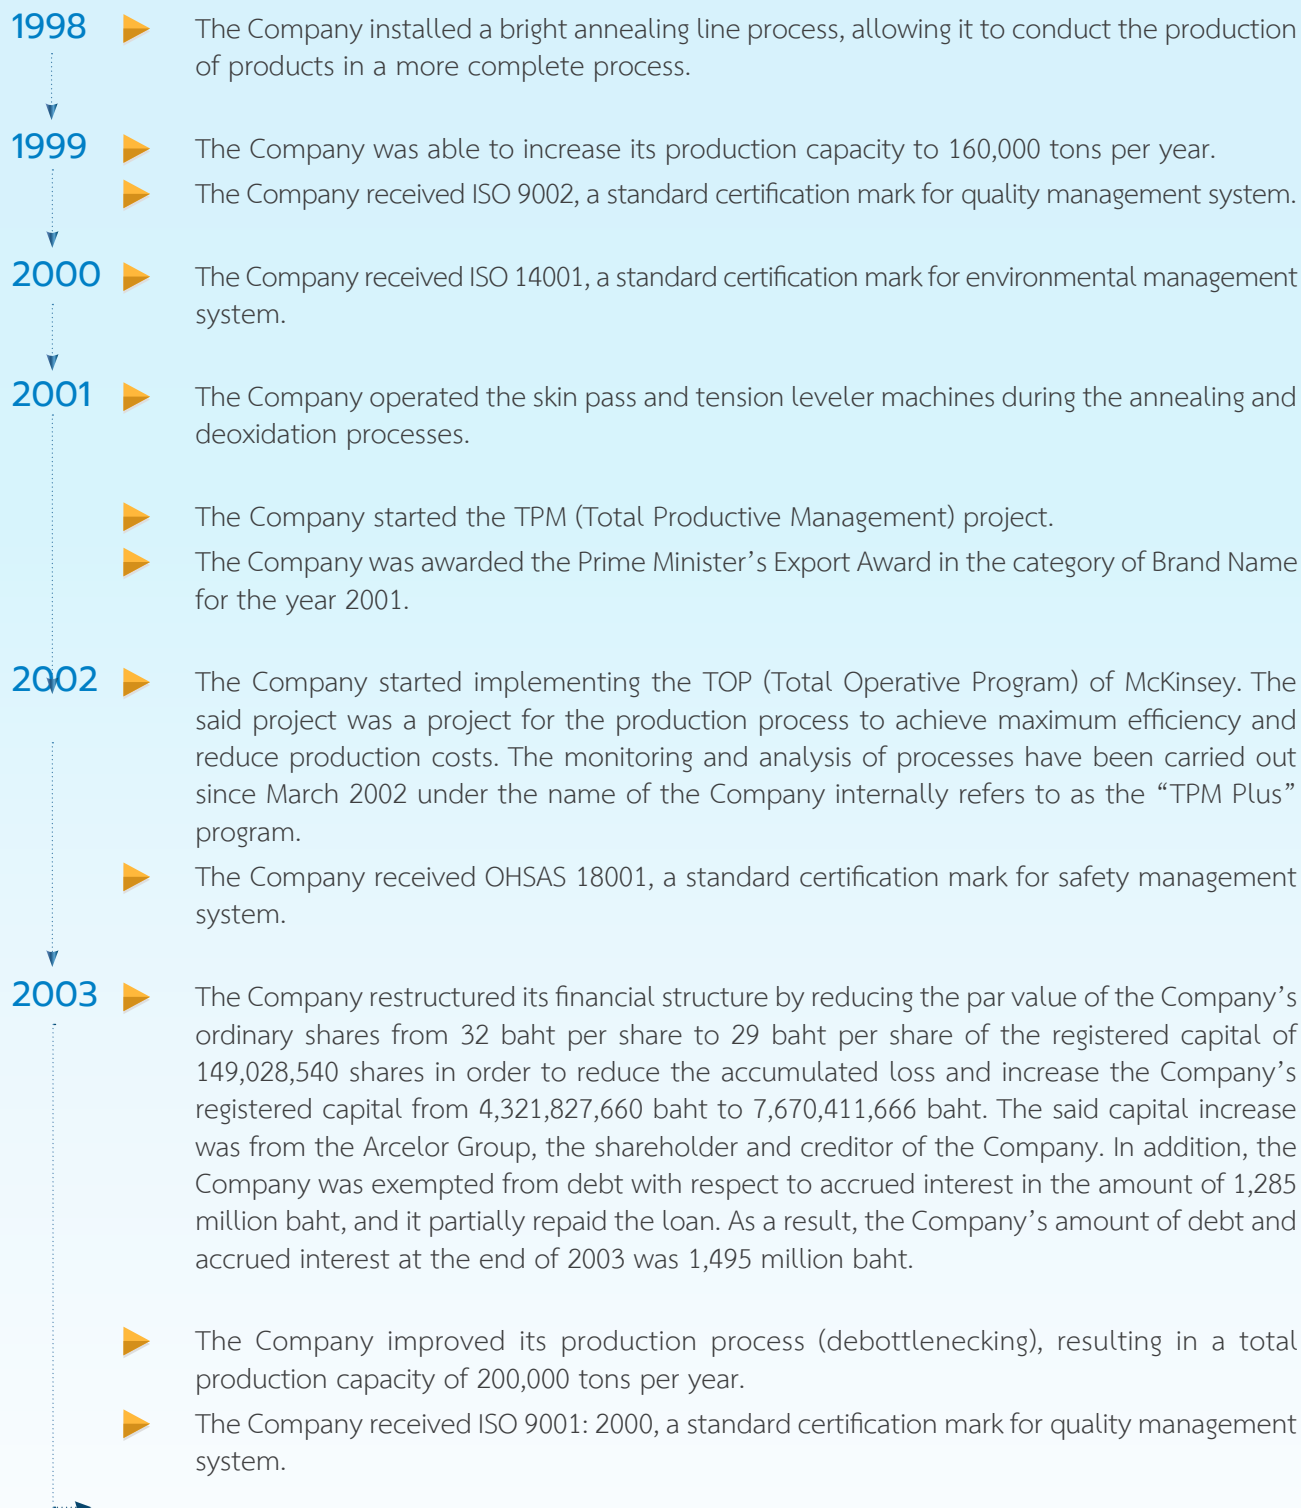 1998 The Company installed a bright annealing line process, allowing it to conduct the production
of products in a more complete process.
1999 The Company was able to increase its production capacity to 160,000 tons per year.
The Company received ISO 9002, a standard certification mark for quality management system.
2000 The Company received ISO 14001, a standard certification mark for environmental management
system.
2001 The Company operated the skin pass and tension leveler machines during the annealing and
deoxidation processes.
The Company started the TPM (Total Productive Management) project.
The Company was awarded the Prime Minister's Export Award in the category of Brand Name
for the year 2001.
2002 The Company started implementing the TOP (Total Operative Program) of McKinsey. The
said project was a project for the production process to achieve maximum efficiency and
reduce production costs. The monitoring and analysis of processes have been carried out
since March 2002 under the name of the Company internally refers to as the “TPM Plus”
program.
The Company received OHSAS 18001, a standard certification mark for safety management
system.
2003 The Company restructured its financial structure by reducing the par value of the Company's
ordinary shares from 32 baht per share to 29 baht per share of the registered capital of
149,028,540 shares in order to reduce the accumulated loss and increase the Company's
registered capital from 4,321,827,660 baht to 7,670,411,666 baht. The said capital increase
was from the Arcelor Group, the shareholder and creditor of the Company. In addition, the
Company was exempted from debt with respect to accrued interest in the amount of 1,285
million baht, and it partially repaid the loan. As a result, the Company's amount of debt and
accrued interest at the end of 2003 was 1,495 million baht.
The Company improved its production process (debottlenecking), resulting in a total
production capacity of 200,000 tons per year.
The Company received ISO 9001: 2000, a standard certification mark for quality management
system.